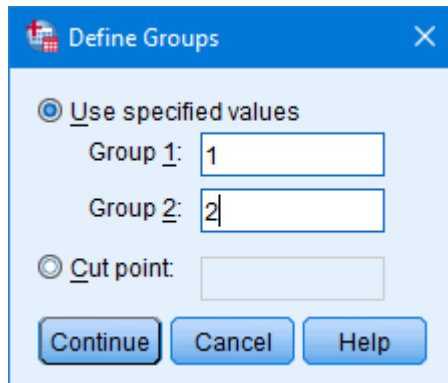 Define Groups
Use specified values
Group 1: 1
Group 2: 2
Cut point:
Continue Cancel Help